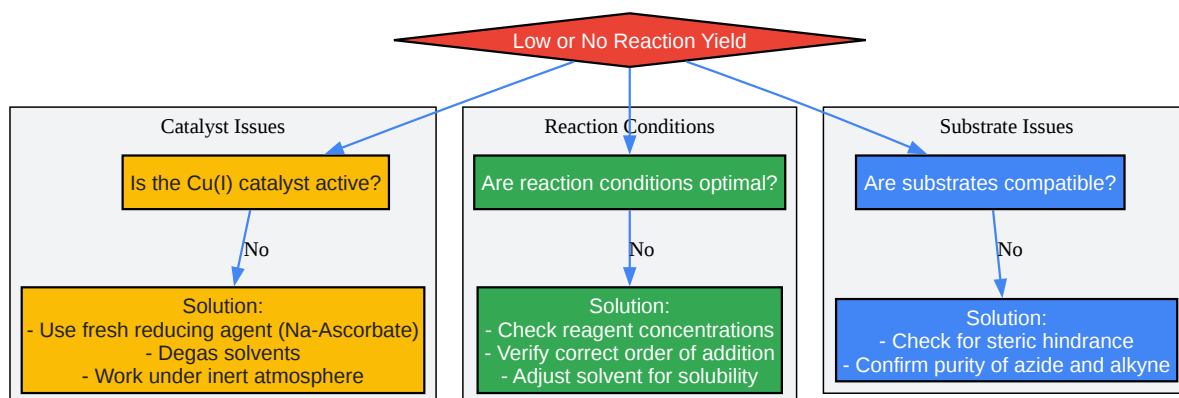 Low or No Reaction Yield
Catalyst Issues
Is the Cu(I) catalyst active?
No
Solution:
- Use fresh reducing agent (Na-Ascorbate)
- Degas solvents
- Work under inert atmosphere
Reaction Conditions
Are reaction conditions optimal?
No
Solution:
- Check reagent concentrations
- Verify correct order of addition
- Adjust solvent for solubility
Substrate Issues
Are substrates compatible?
No
Solution:
- Check for steric hindrance
- Confirm purity of azide and alkyne